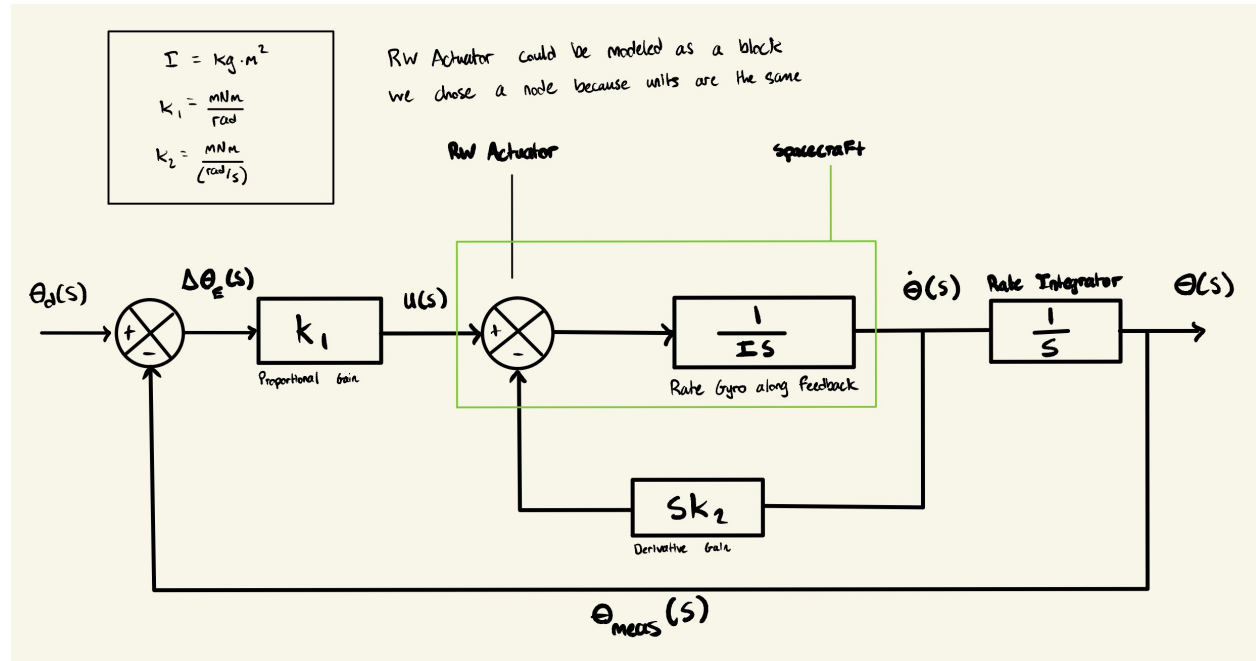 I = kg·m²
K₁ = mNm/rad
K₂ = mNm/(rad/s)
RW Actuator could be modeled as a block
we chose a node because units are the same
RW Actuator
Spacecraft
θd(s)
ΔθE(s)
U(s)
θ̇(s)
Rate Integrator
θ(s)
+
-
K₁
+
-
1/IS
1/S
Proportional Gain
Rate Gyro along feedback
SK₂
Derivative Gain
θmeas(s)